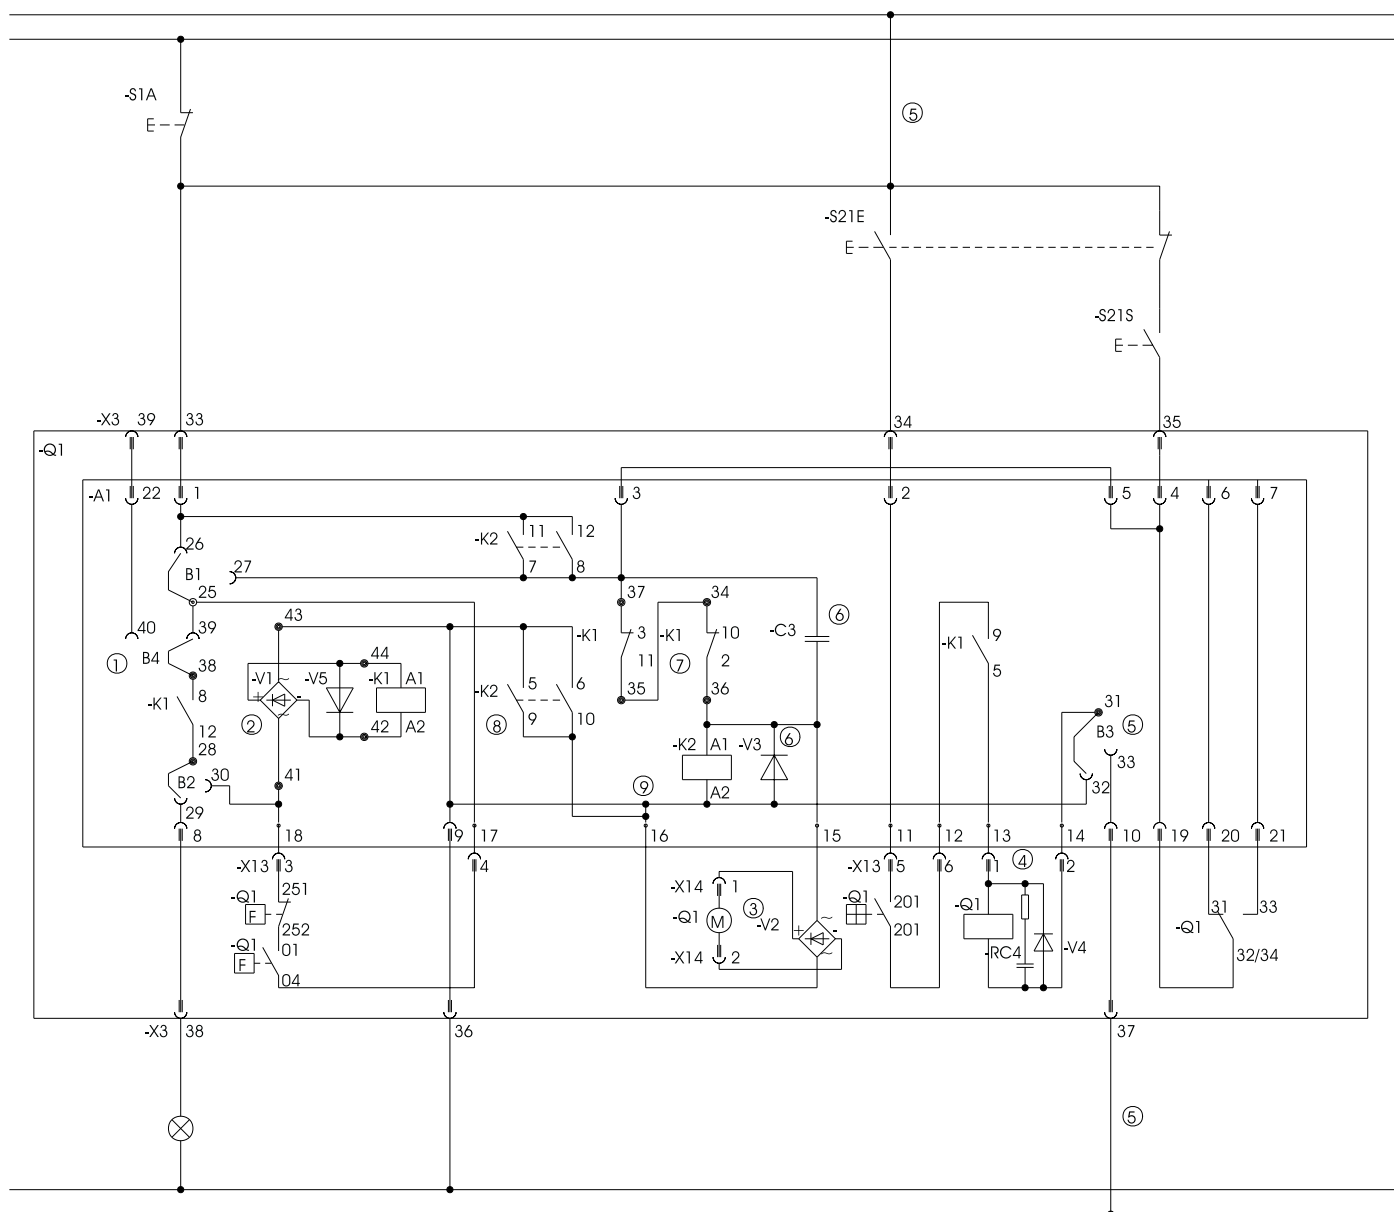 -S1A
E
5
-S21E
E
-S21S
E
-X3 39 33 34 35
-Q1
-A1 22 1 3 2 5 4 6 7
11 12
-K2
26
B1 27
7 8
25
37 34
43
40 39
-K1 3 -K1 10 -C3 6 -K1 9
1 B4
44
11 7 2 5
38
-V1 -V5 -K1 A1 5 6 35 36
8
+ ~ -
-K2
-K1
2 ~ 42 A2 9 10 8
31
B3 5
12
28
-K2 A1 -V3 6
33
B2 30 41 9 A2 32
29
8 18 9 17 16 15 11 12 13 14 10 19 20 21
-X13 3 4 -X13 5 6 1 4 2
-Q1 251 -X14 1 3 -Q1 201 -Q1 31 33
F 252 -Q1 M -V2 + ~ - 201 -Q1
-Q1 01 -X14 2 ~ -RC4 -V4 32/34
F 04
-X3 38 36 37
5